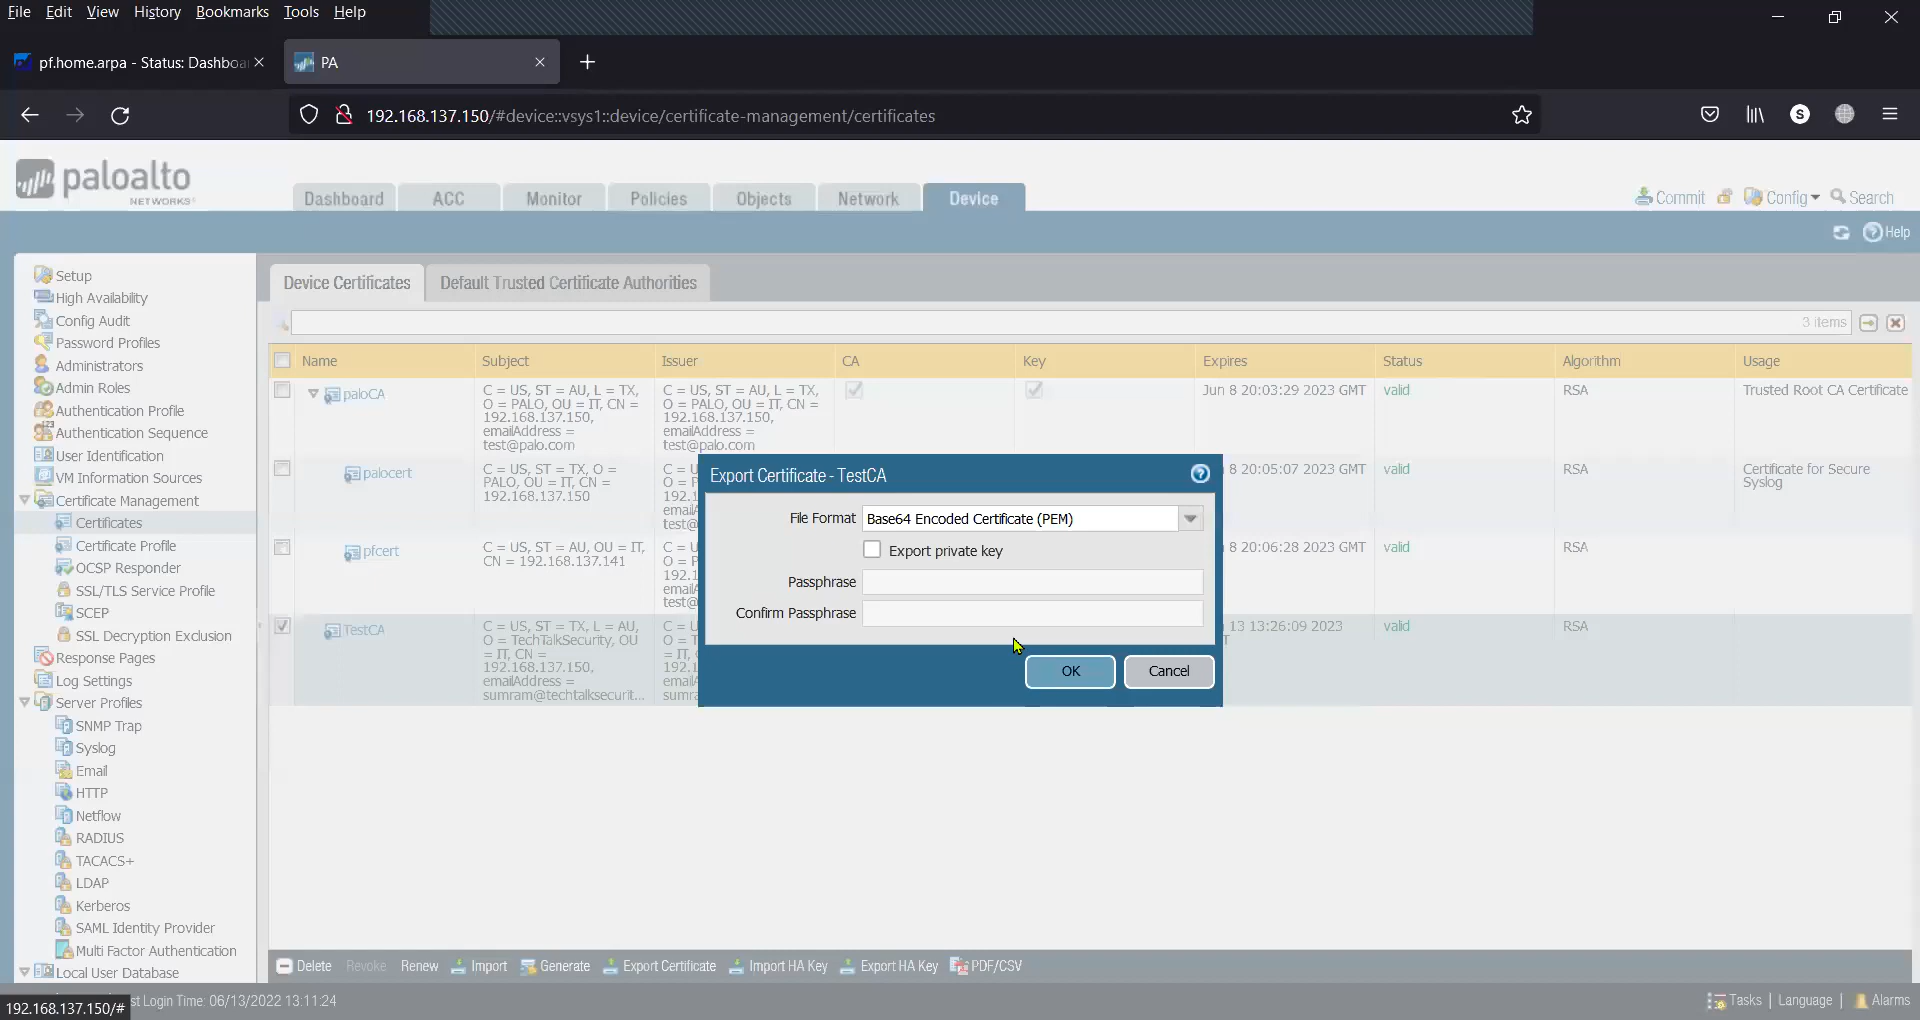 File Edit View History Bookmarks Tools Help
pf.home.arpa - Status: Dashboa
PA
192.168.137.150/#device::vsys1::device/certificate-management/certificates
paloalto
NETWORKS
Dashboard ACC Monitor Policies Objects Network Device
Commit Config Search
Help
Setup
High Availability
Config Audit
Password Profiles
Administrators
Admin Roles
Authentication Profile
Authentication Sequence
User Identification
VM Information Sources
Certificate Management
Certificates
Certificate Profile
OCSP Responder
SSL/TLS Service Profile
SCEP
SSL Decryption Exclusion
Response Pages
Log Settings
Server Profiles
SNMP Trap
Syslog
Email
HTTP
Netflow
RADIUS
TACACS+
LDAP
Kerberos
SAML Identity Provider
Multi Factor Authentication
Local User Database
Device Certificates Default Trusted Certificate Authorities
3 items
Name Subject Issuer CA Key Expires Status Algorithm Usage
paloCA
C = US, ST = AU, L = TX,
O = PALO, OU = IT, CN =
192.168.137.150,
emailAddress =
test@palo.com
C = US, ST = AU, L = TX,
O = PALO, OU = IT, CN =
192.168.137.150,
emailAddress =
test@palo.com
Jun 8 20:03:29 2023 GMT
valid
RSA
Trusted Root CA Certificate
palocert
C = US, ST = TX, O =
PALO, OU = IT, CN =
192.168.137.150
C = U
O = P
192.1
email
test@
8 20:05:07 2023 GMT
valid
RSA
Certificate for Secure
Syslog
pfcert
C = US, ST = AU, OU = IT,
CN = 192.168.137.141
C = U
O = P
192.1
email
test@
8 20:06:28 2023 GMT
valid
RSA
TestCA
C = US, ST = TX, L = AU,
O = TechTalkSecurity, OU
= IT, CN =
192.168.137.150,
emailAddress =
sumram@techtalksecurit...
C = U
O = T
= IT,
192.1
email
sumra
13 13:26:09 2023
T
valid
RSA
Export Certificate - TestCA
File Format Base64 Encoded Certificate (PEM)
Export private key
Passphrase
Confirm Passphrase
OK Cancel
Delete Revoke Renew Import Generate Export Certificate Import HA Key Export HA Key PDF/CSV
192.168.137.150/#
st Login Time: 06/13/2022 13:11:24
Tasks | Language | Alarms